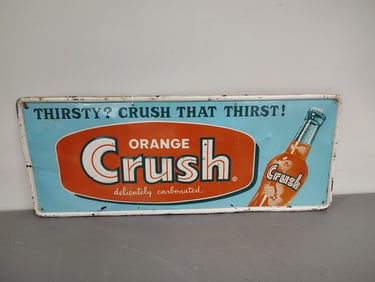 THIRSTY? CRUSH THAT THIRST!
ORANGE
Crush®
delicately carbonated
Crush